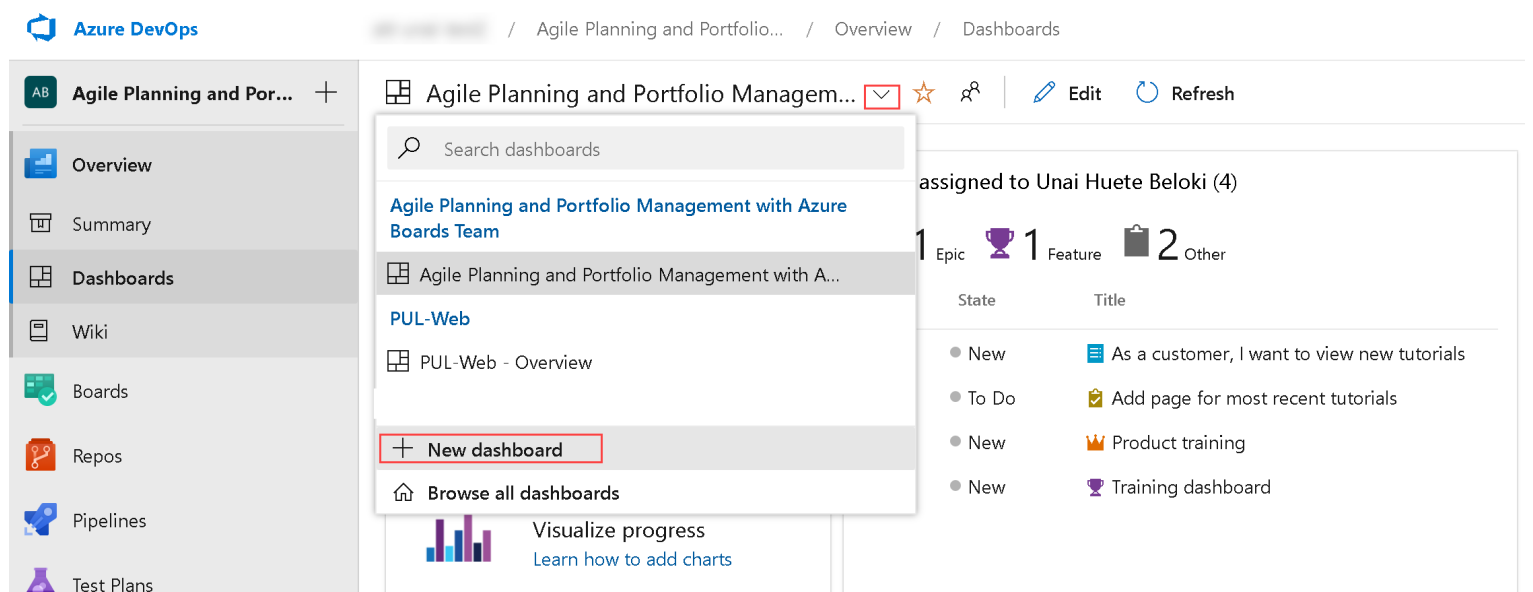 Azure DevOps
/ Agile Planning and Portfolio... / Overview / Dashboards
AB Agile Planning and Por...
Agile Planning and Portfolio Managem...
Edit
Refresh
Overview
Summary
Dashboards
Wiki
Boards
Repos
Pipelines
Test Plans
Search dashboards
Agile Planning and Portfolio Management with Azure
Boards Team
Agile Planning and Portfolio Management with A...
PUL-Web
PUL-Web - Overview
New dashboard
Browse all dashboards
Visualize progress
Learn how to add charts
assigned to Unai Huete Beloki (4)
1 Epic 1 Feature 2 Other
State Title
New As a customer, I want to view new tutorials
To Do Add page for most recent tutorials
New Product training
New Training dashboard